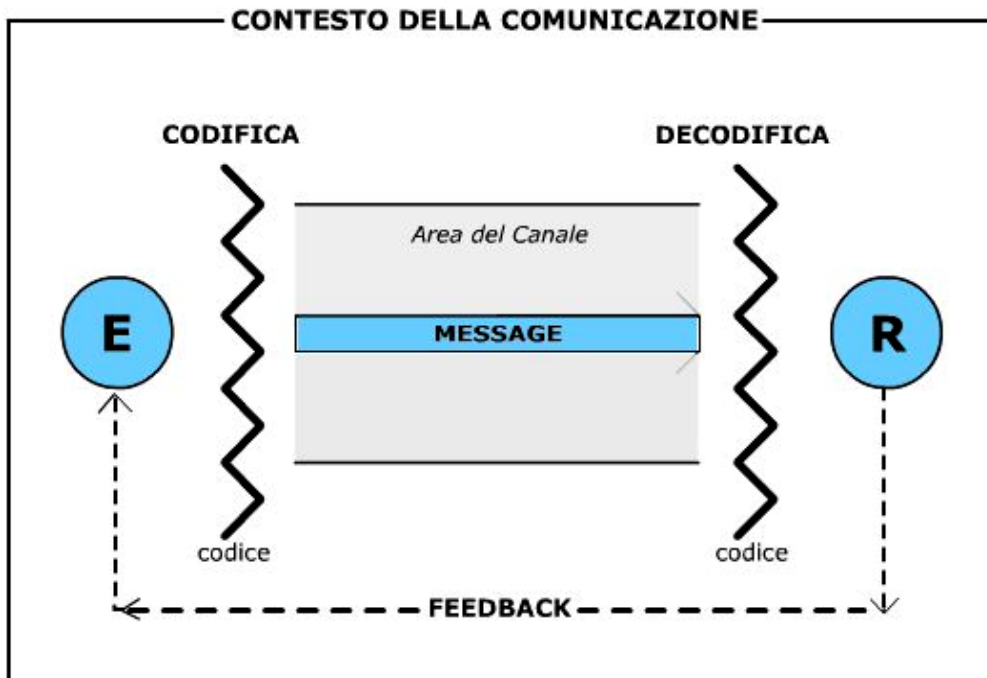 CONTESTO DELLA COMUNICAZIONE
CODIFICA
DECODIFICA
Area del Canale
E
MESSAGE
R
codice
codice
FEEDBACK